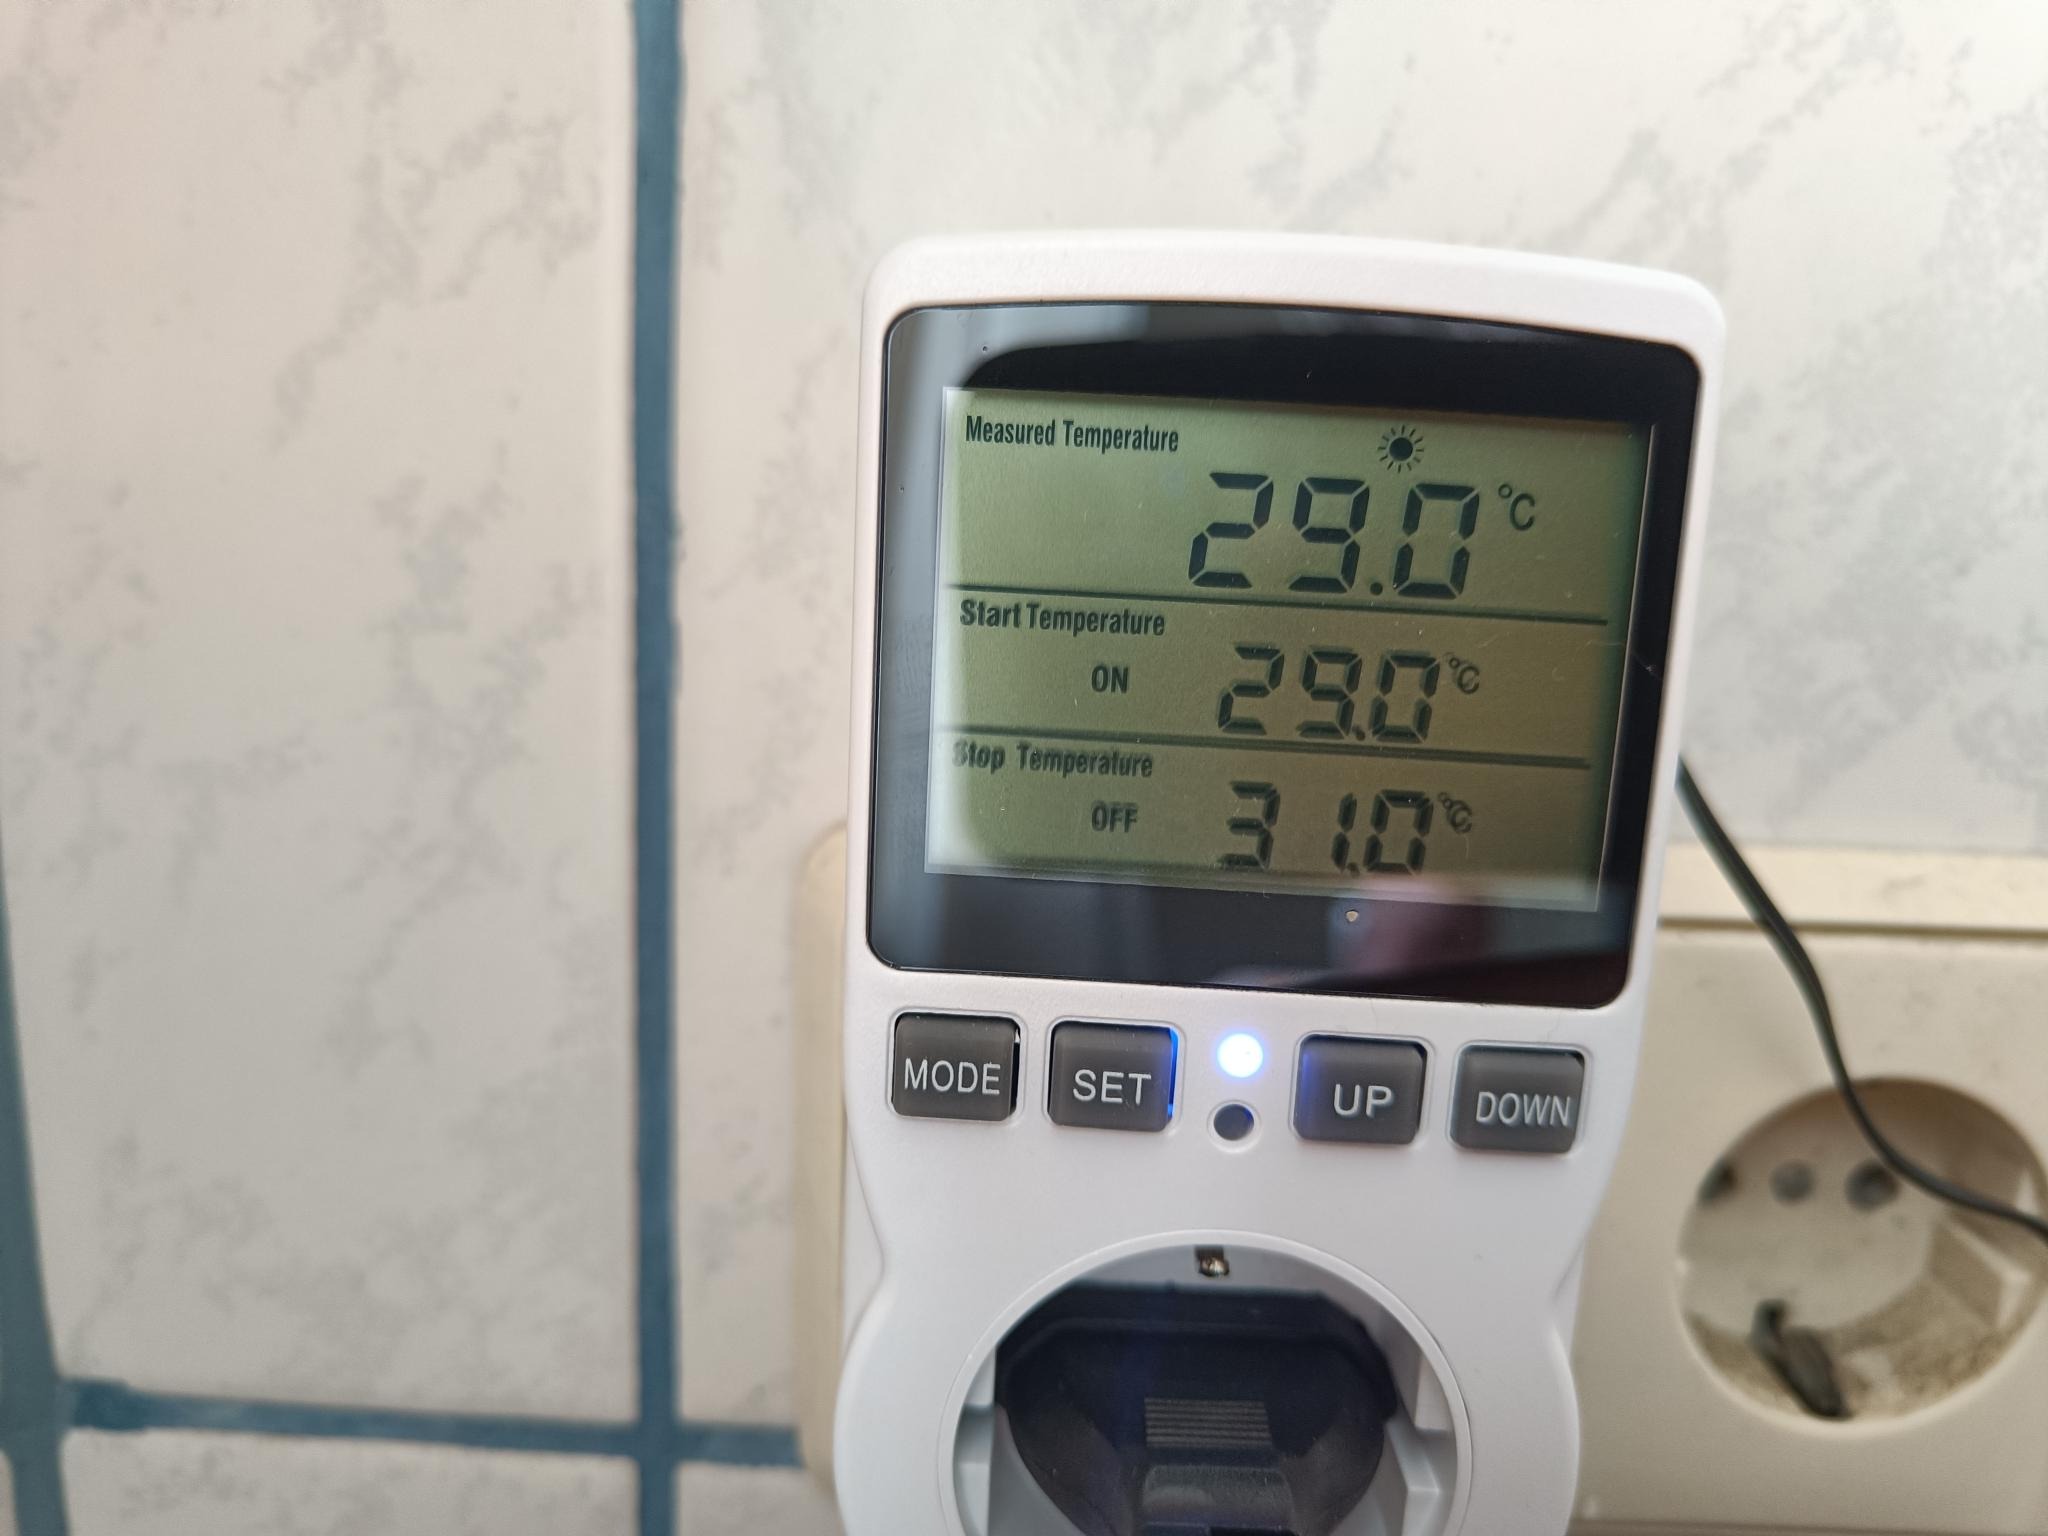 Measured Temperature
29.0 °C
Start Temperature
ON 29.0 °C
Stop Temperature
OFF 31.0 °C
MODE SET UP DOWN